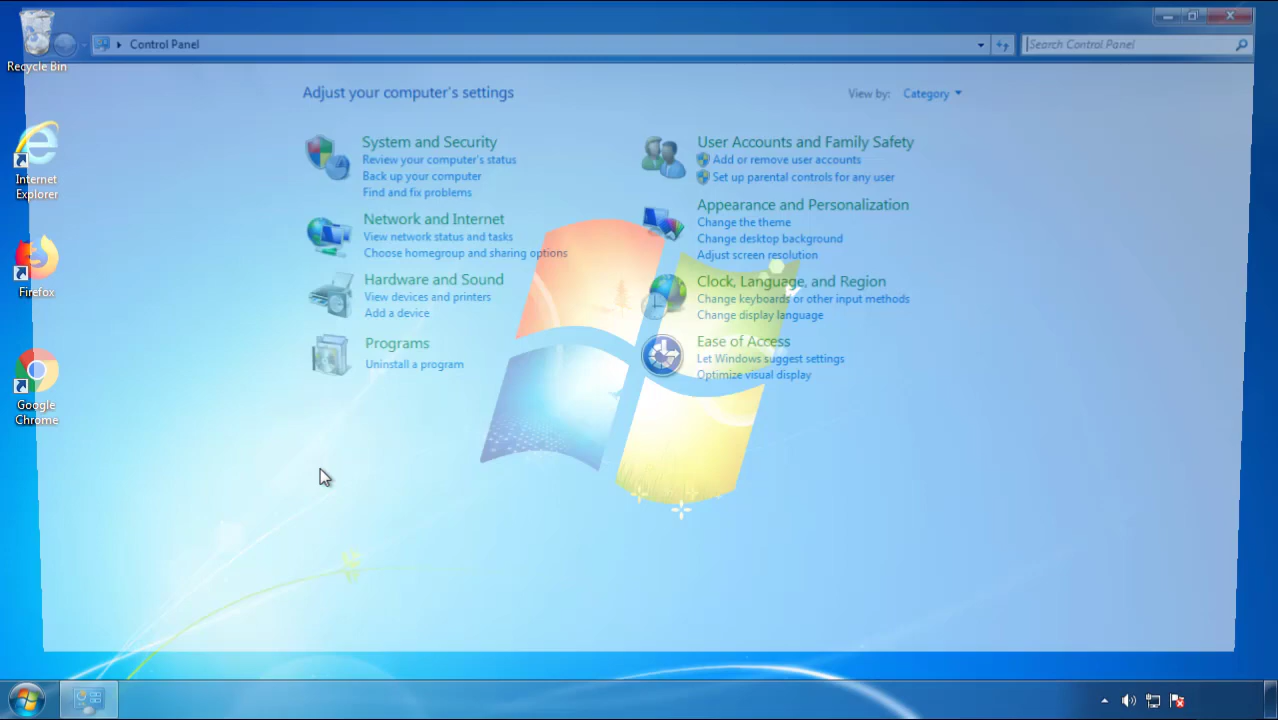 Recycle Bin
Internet
Explorer
Firefox
Google
Chrome
Control Panel
Search Control Panel
Adjust your computer's settings
View by: Category
System and Security
Review your computer's status
Back up your computer
Find and fix problems
Network and Internet
View network status and tasks
Choose homegroup and sharing options
Hardware and Sound
View devices and printers
Add a device
Programs
Uninstall a program
User Accounts and Family Safety
Add or remove user accounts
Set up parental controls for any user
Appearance and Personalization
Change the theme
Change desktop background
Adjust screen resolution
Clock, Language, and Region
Change keyboards or other input methods
Change display language
Ease of Access
Let Windows suggest settings
Optimize visual display